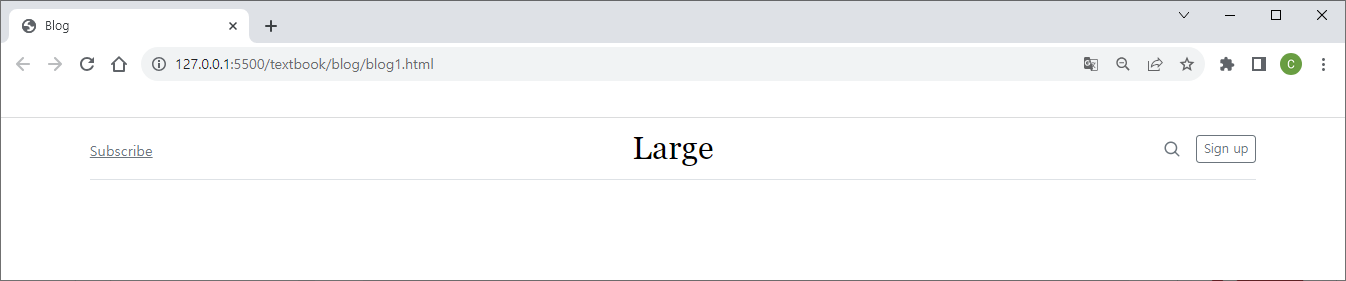 Blog
127.0.0.1:5500/textbook/blog/blog1.html
C
Subscribe
Large
Sign up